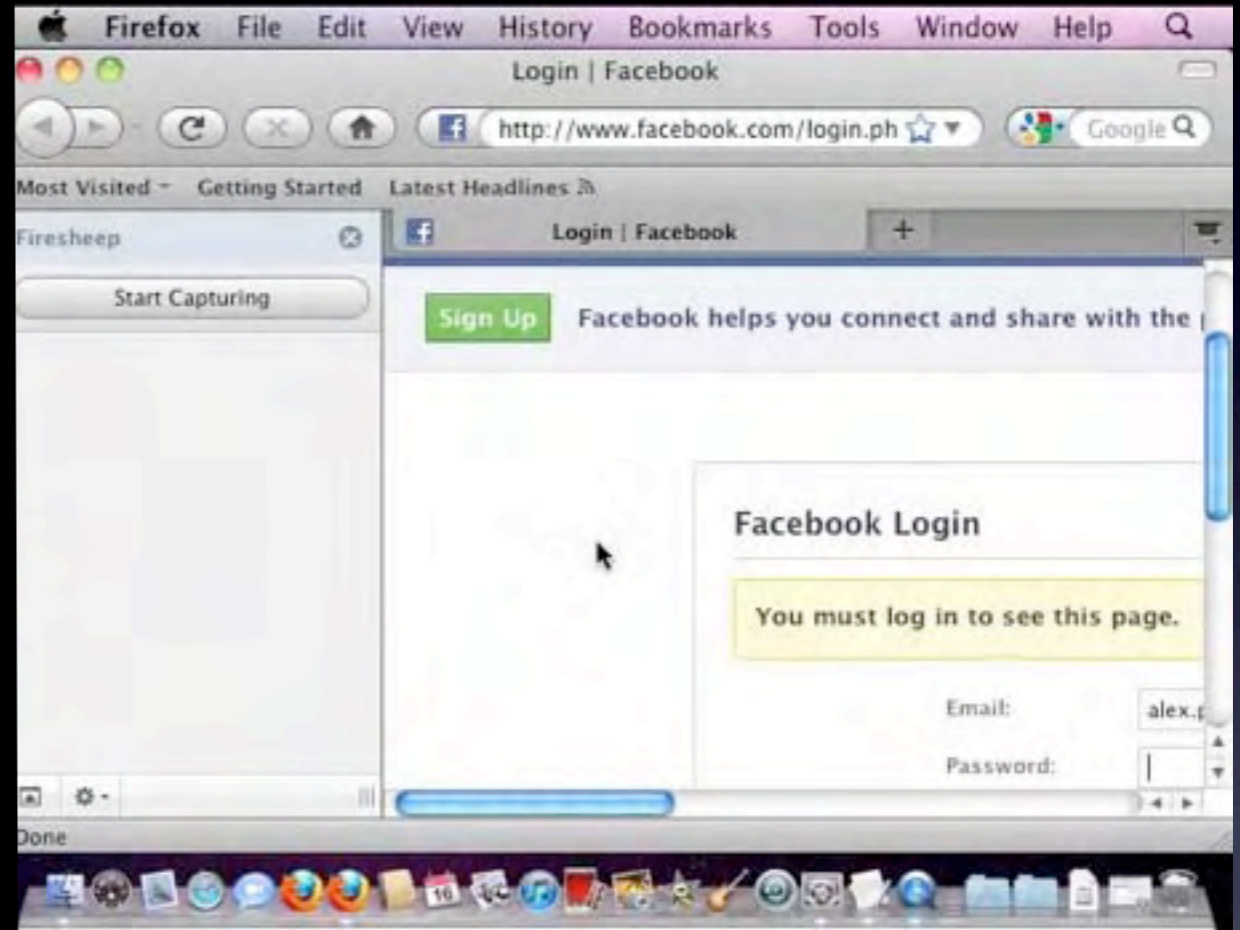 Firefox File Edit View History Bookmarks Tools Window Help
Login | Facebook
http://www.facebook.com/login.ph Google
Most Visited Getting Started Latest Headlines
Firesheep
Login | Facebook +
Start Capturing
Sign Up Facebook helps you connect and share with the
Facebook Login
You must log in to see this page.
Email: alex.p
Password:
Done
16